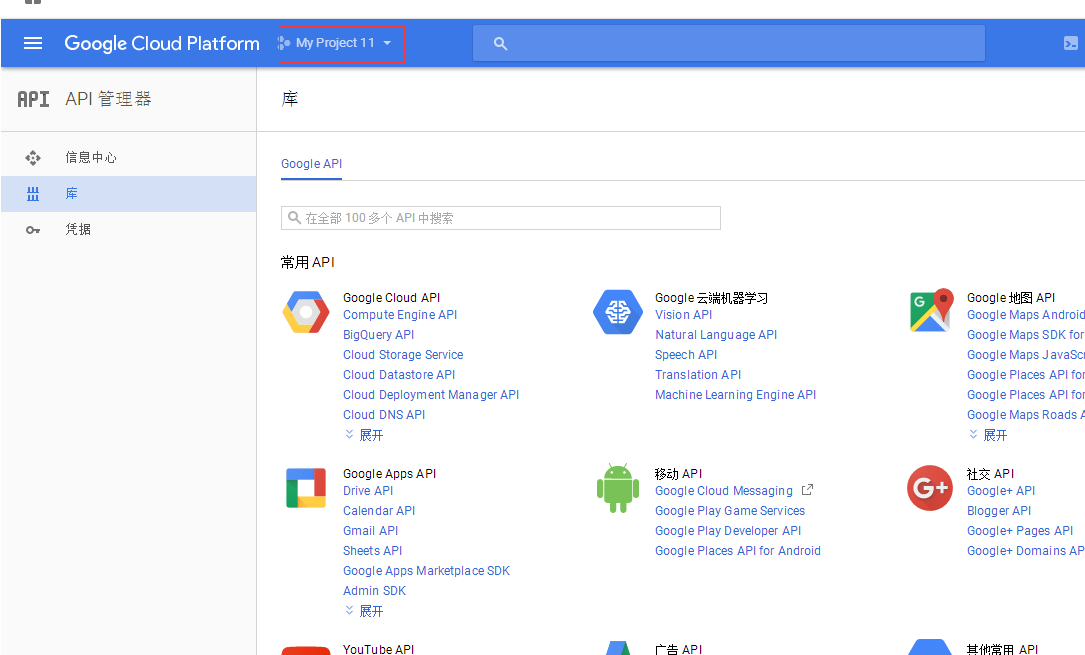 Google Cloud Platform
My Project 11
API API 管理器
信息中心
库
凭据
库
Google API
在全部 100 多个 API 中搜索
常用 API
Google Cloud API
Compute Engine API
BigQuery API
Cloud Storage Service
Cloud Datastore API
Cloud Deployment Manager API
Cloud DNS API
展开
Google 云端机器学习
Vision API
Natural Language API
Speech API
Translation API
Machine Learning Engine API
Google 地图 API
Google Maps Android
Google Maps SDK for
Google Maps JavaScr
Google Places API for
Google Places API for
Google Maps Roads A
展开
Google Apps API
Drive API
Calendar API
Gmail API
Sheets API
Google Apps Marketplace SDK
Admin SDK
展开
移动 API
Google Cloud Messaging
Google Play Game Services
Google Play Developer API
Google Places API for Android
G+
社交 API
Google+ API
Blogger API
Google+ Pages API
Google+ Domains AP
YouTube API
广告 API
其他常用 API